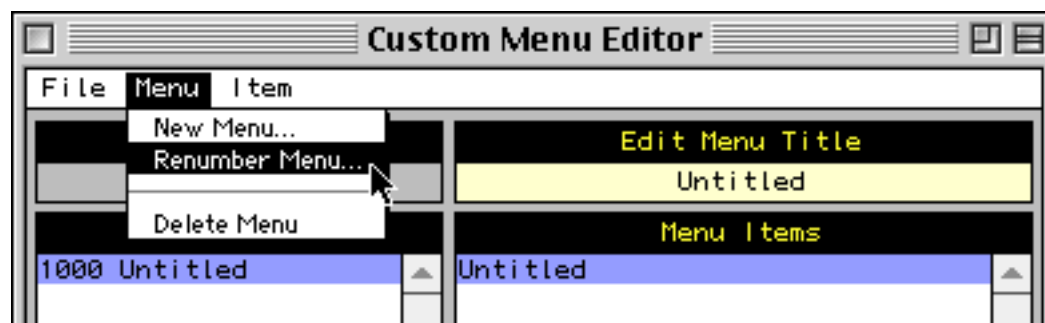 Custom Menu Editor
File Menu Item
New Menu...
Renumber Menu...
Delete Menu
Edit Menu Title
Untitled
Menu Items
1000 Untitled
Untitled